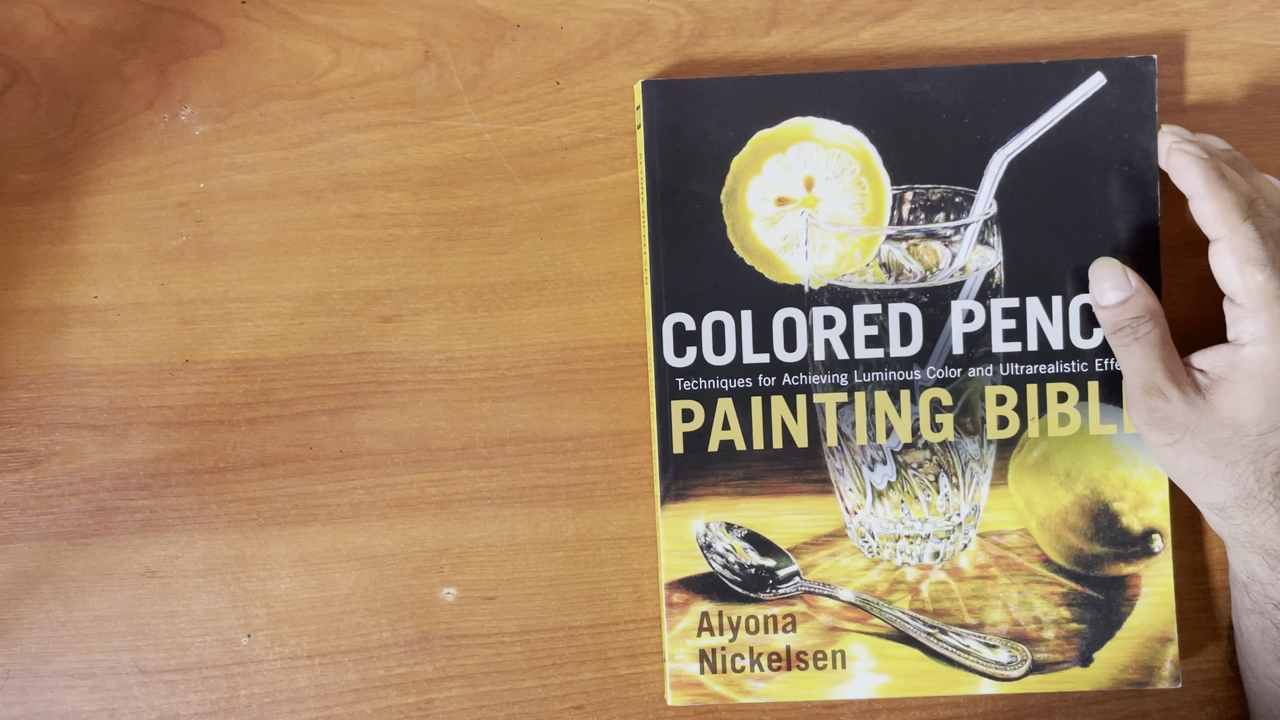 COLORED PENC
Techniques for Achieving Luminous Color and Ultrarealistic Effe
PAINTING BIBL
Alyona
Nickelsen